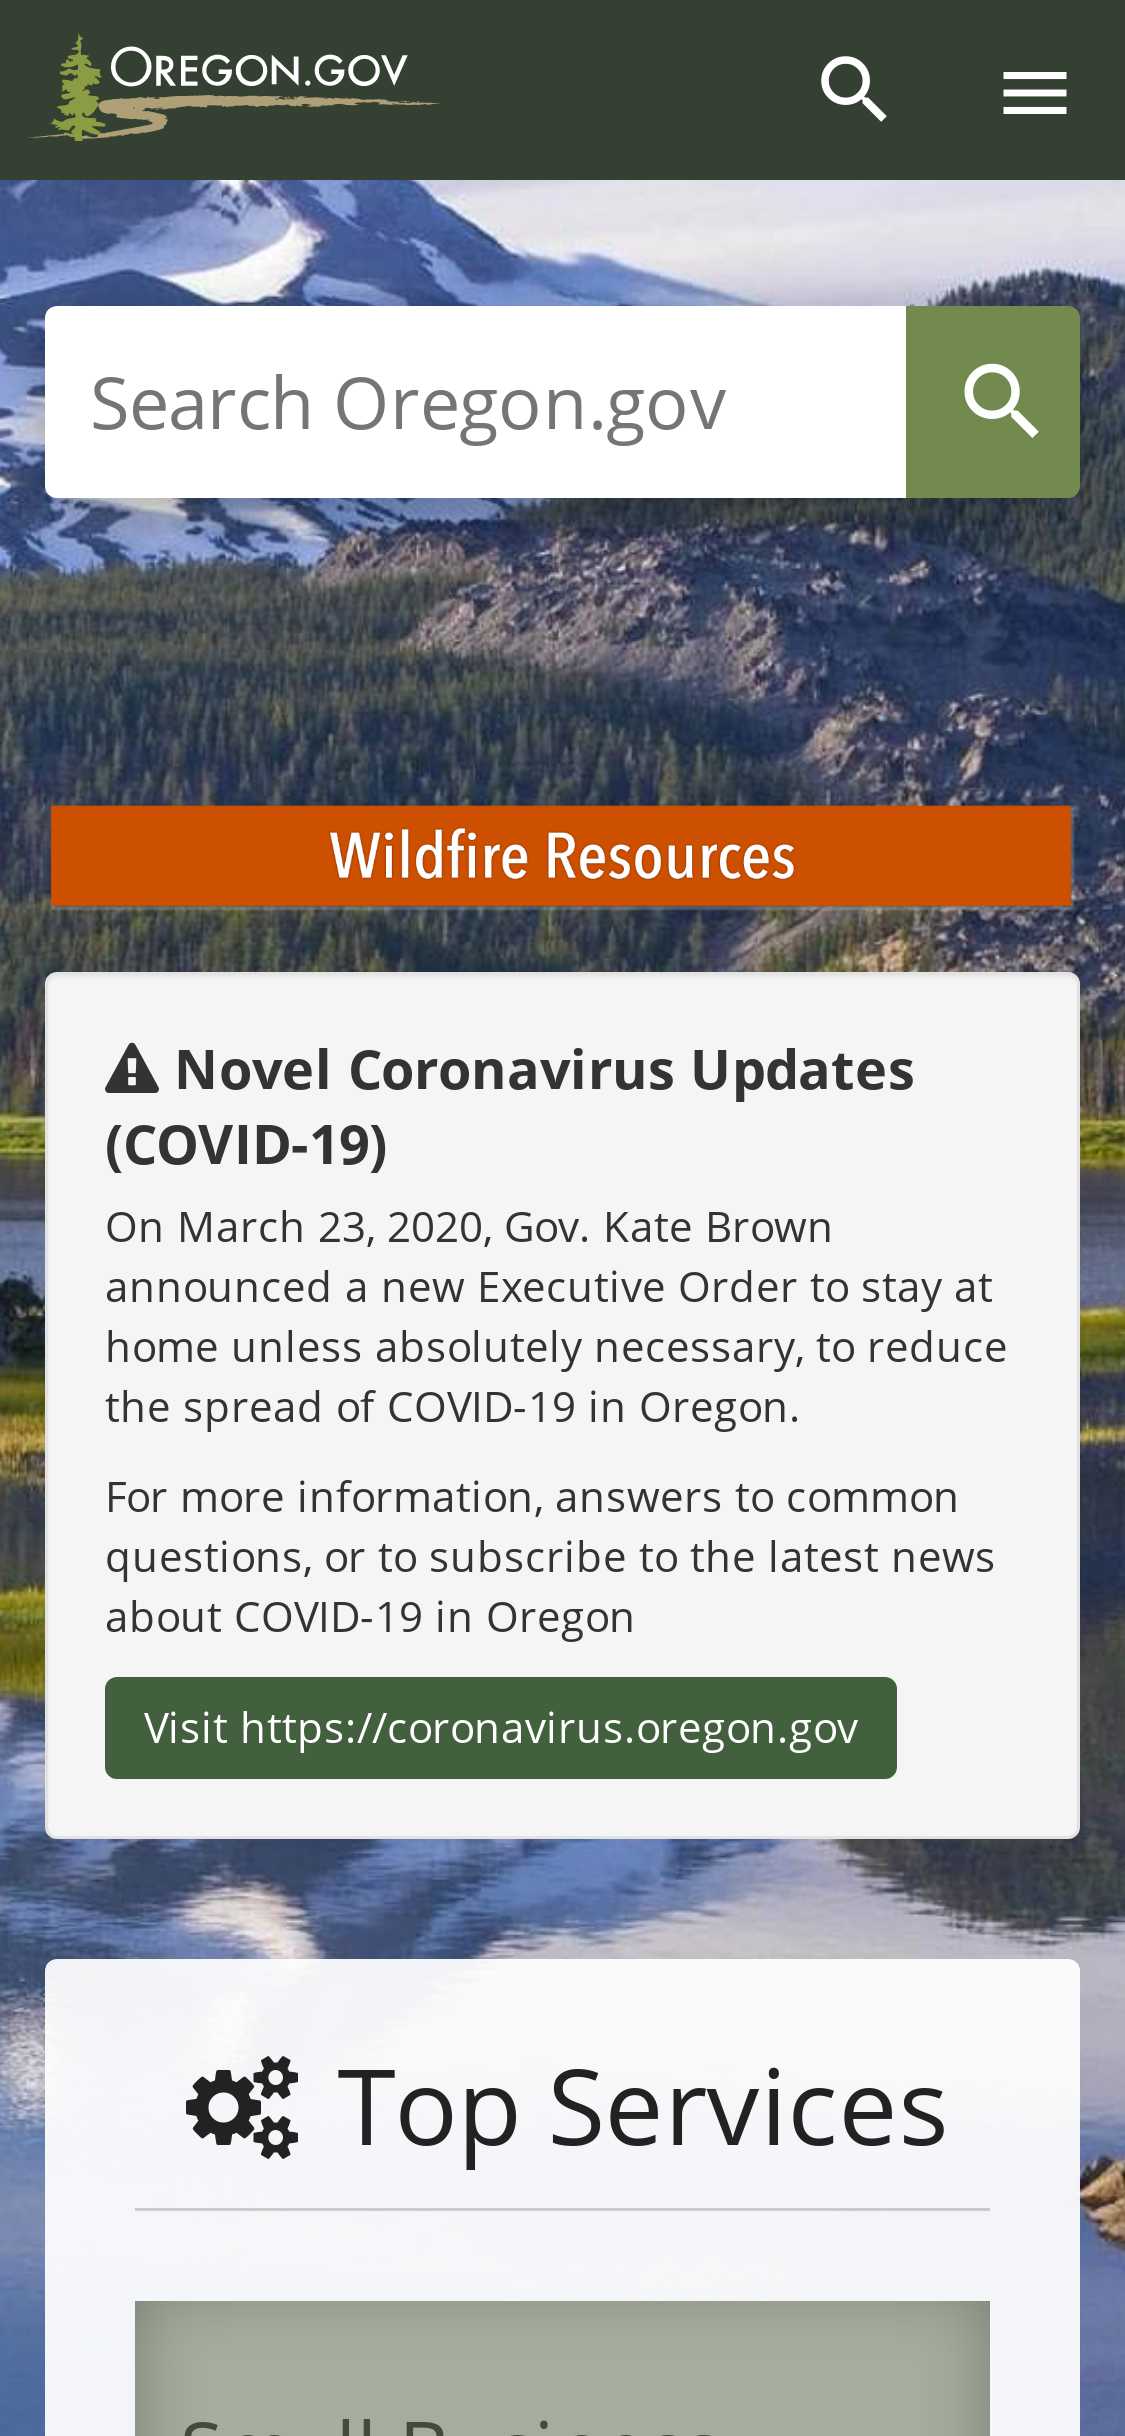 OREGON.GOV
Search Oregon.gov
Wildfire Resources
Novel Coronavirus Updates
(COVID-19)
On March 23, 2020, Gov. Kate Brown
announced a new Executive Order to stay at
home unless absolutely necessary, to reduce
the spread of COVID-19 in Oregon.
For more information, answers to common
questions, or to subscribe to the latest news
about COVID-19 in Oregon
Visit https://coronavirus.oregon.gov
Top Services